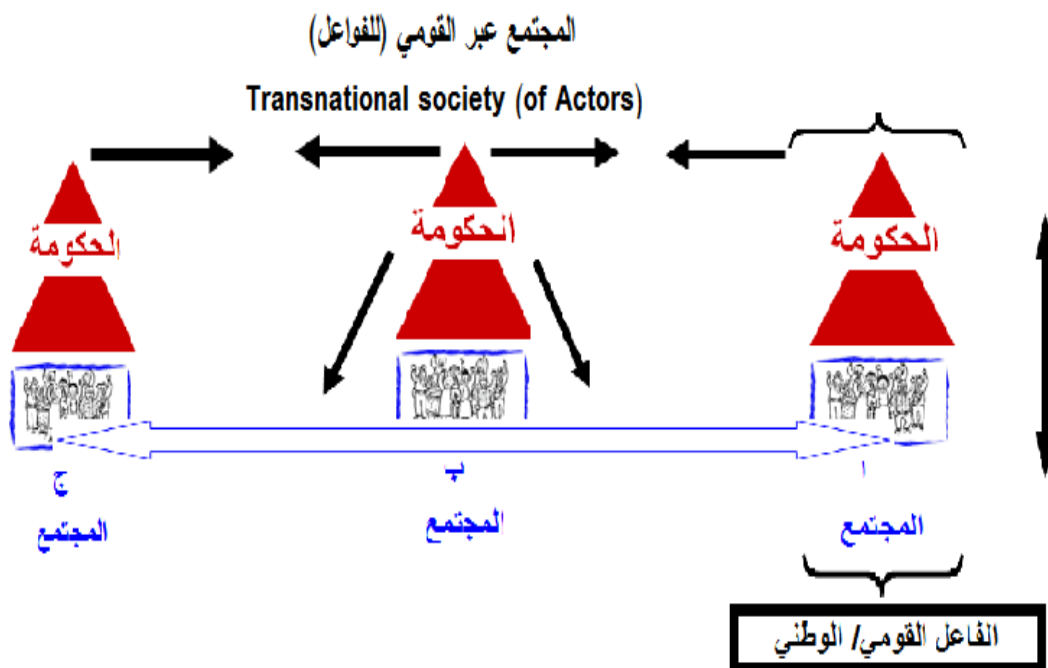 المجتمع عبر القومي (للفواعل)
Transnational society (of Actors)
الحكومة
الحكومة
الحكومة
ا
ب
ج
المجتمع
المجتمع
المجتمع
الفاعل القومي/ الوطني